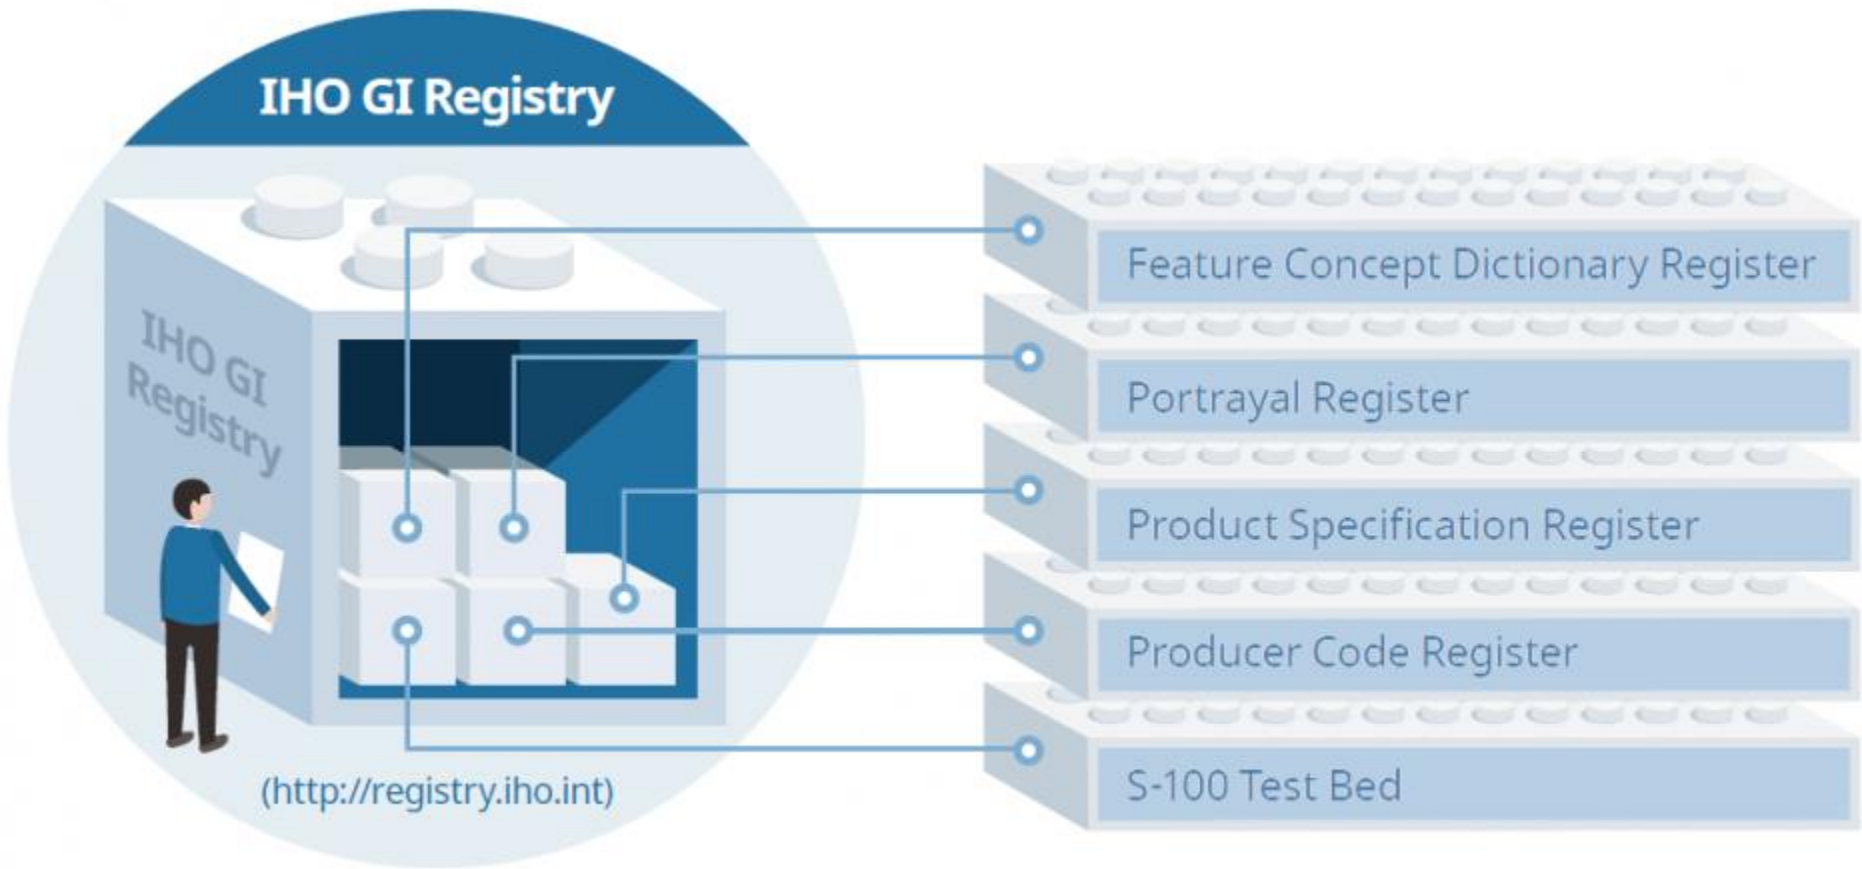 IHO GI Registry
IHO GI
Registry
(http://registry.iho.int)
Feature Concept Dictionary Register
Portrayal Register
Product Specification Register
Producer Code Register
S-100 Test Bed